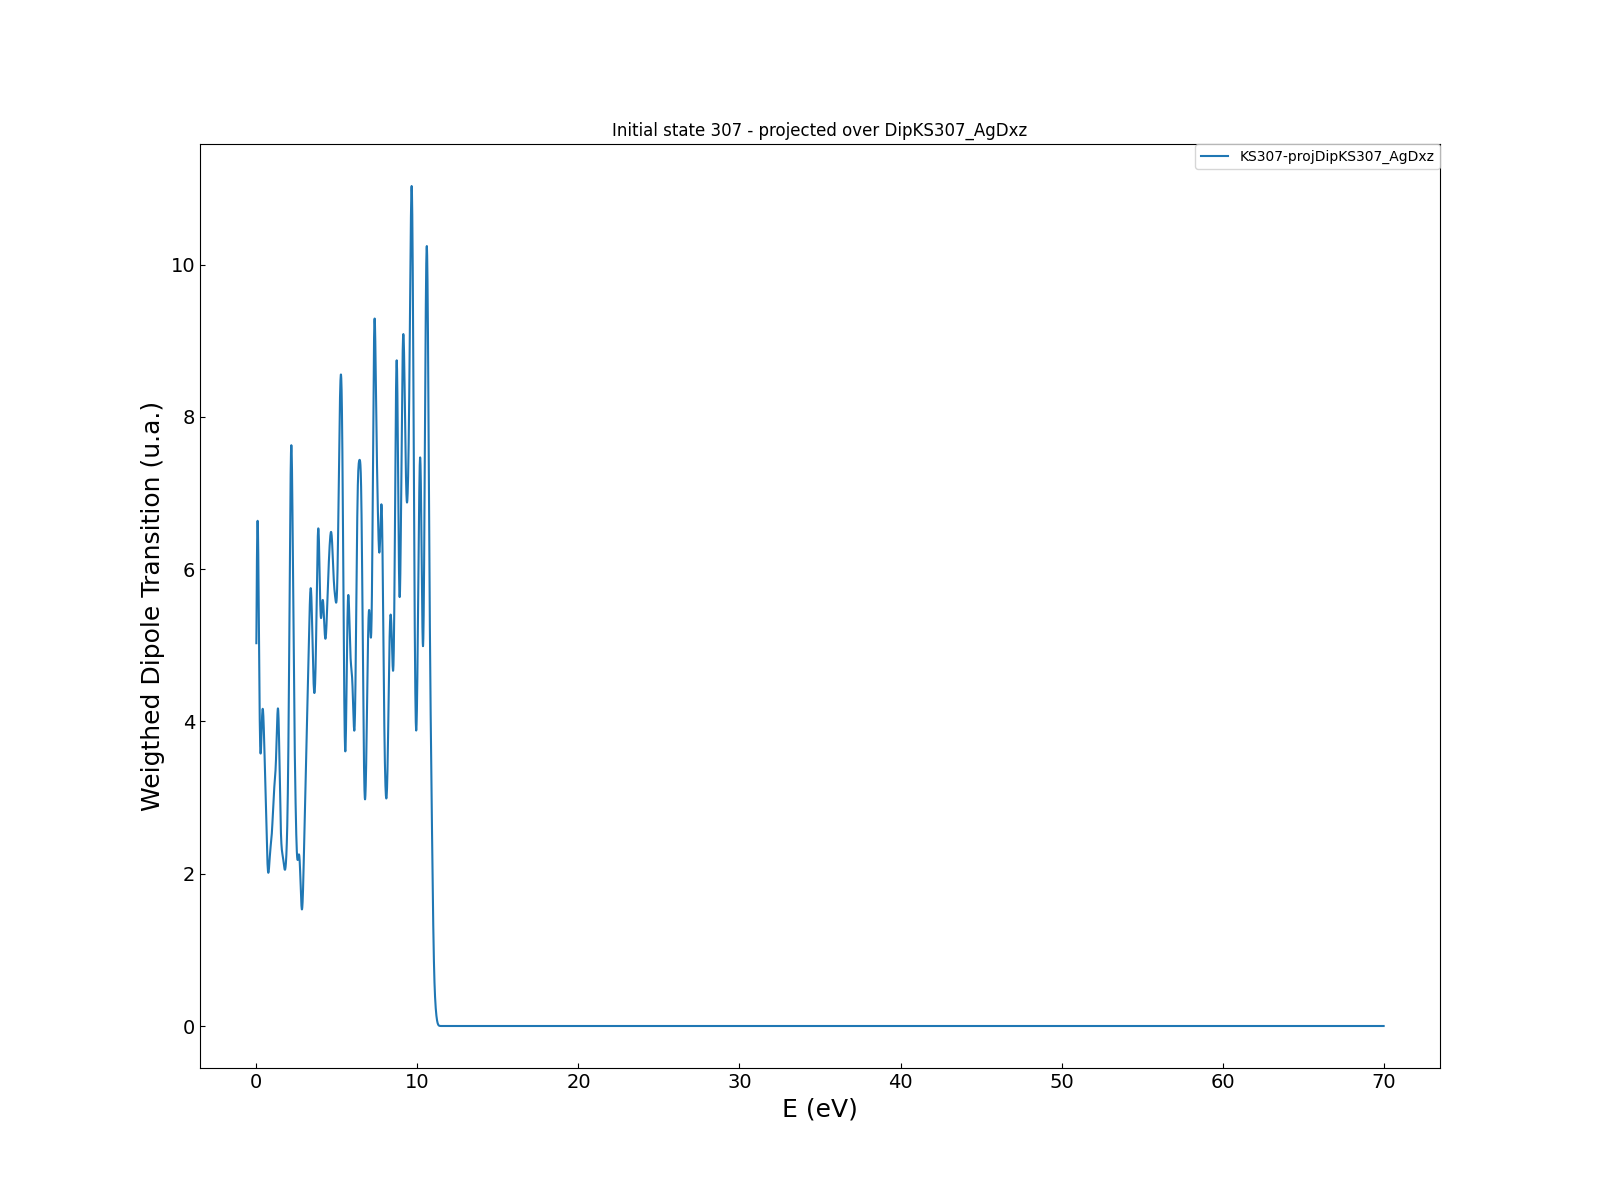 Initial state 307 - projected over DipKS307_AgDxz
KS307-projDipKS307_AgDxz
Weigthed Dipole Transition (u.a.)
10
8
6
4
2
0
0 10 20 30 40 50 60 70
E (eV)